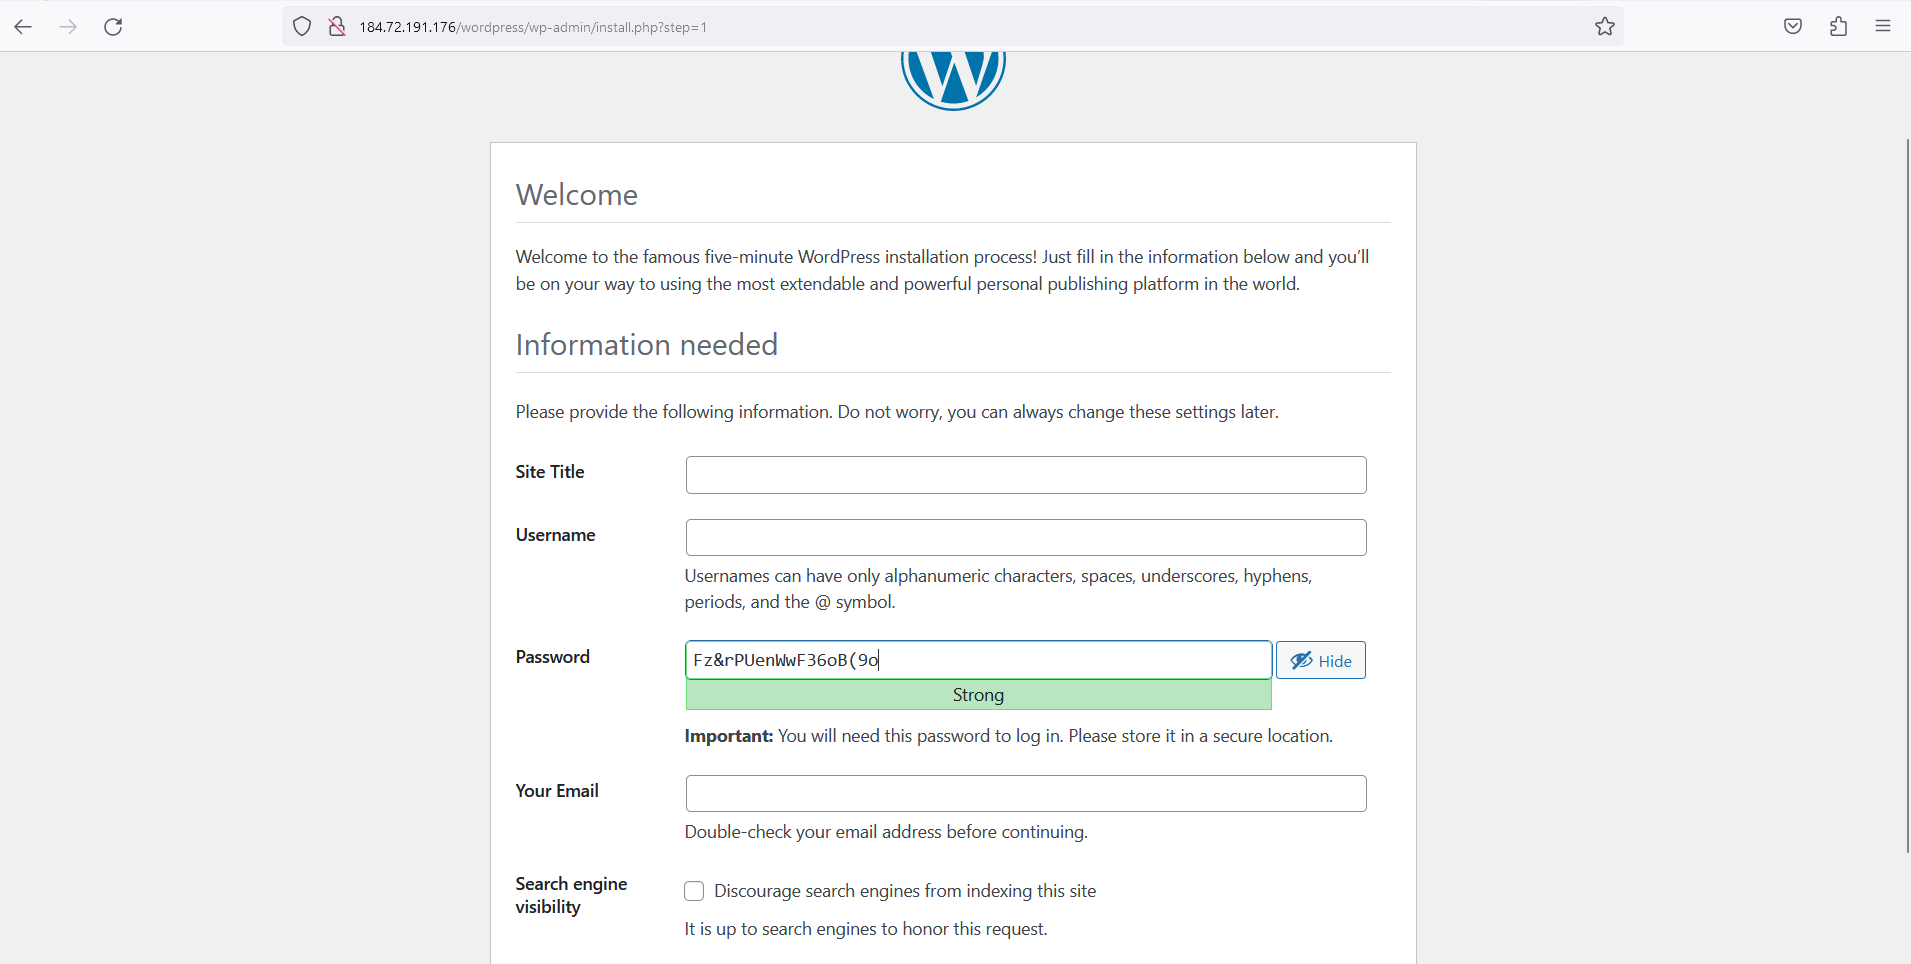 184.72.191.176/wordpress/wp-admin/install.php?step=1
Welcome
Welcome to the famous five-minute WordPress installation process! Just fill in the information below and you’ll
be on your way to using the most extendable and powerful personal publishing platform in the world.
Information needed
Please provide the following information. Do not worry, you can always change these settings later.
Site Title
Username
Usernames can have only alphanumeric characters, spaces, underscores, hyphens,
periods, and the @ symbol.
Password
Fz&rPUenWwF36oB(9o
Hide
Strong
Important: You will need this password to log in. Please store it in a secure location.
Your Email
Double-check your email address before continuing.
Search engine
visibility
Discourage search engines from indexing this site
It is up to search engines to honor this request.